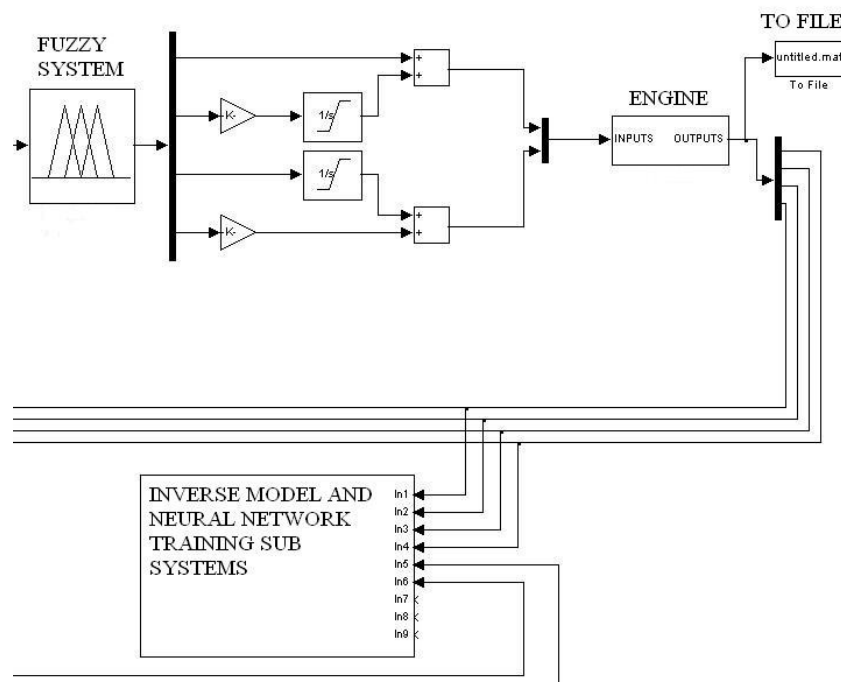 FUZZY
SYSTEM
K-
1/s
1/s
K-
+
+
+
+
ENGINE
INPUTS OUTPUTS
TO FILE
untitled.mat
To File
INVERSE MODEL AND
NEURAL NETWORK
TRAINING SUB
SYSTEMS
In1
In2
In3
In4
In5
In6
In7
In8
In9